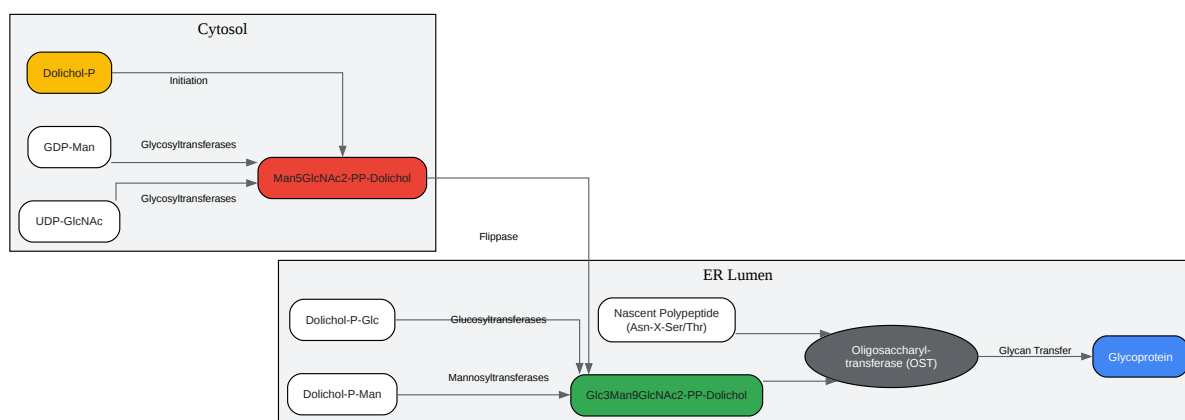 Cytosol
Dolichol-P
Initiation
GDP-Man
Glycosyltransferases
Man5GlcNAc2-PP-Dolichol
Glycosyltransferases
UDP-GlcNAc
Flippase
ER Lumen
Dolichol-P-Glc
Glucosyltransferases
Nascent Polypeptide
(Asn-X-Ser/Thr)
Oligosaccharyl-
transferase (OST)
Glycan Transfer
Glycoprotein
Mannosyltransferases
Dolichol-P-Man
Glc3Man9GlcNAc2-PP-Dolichol